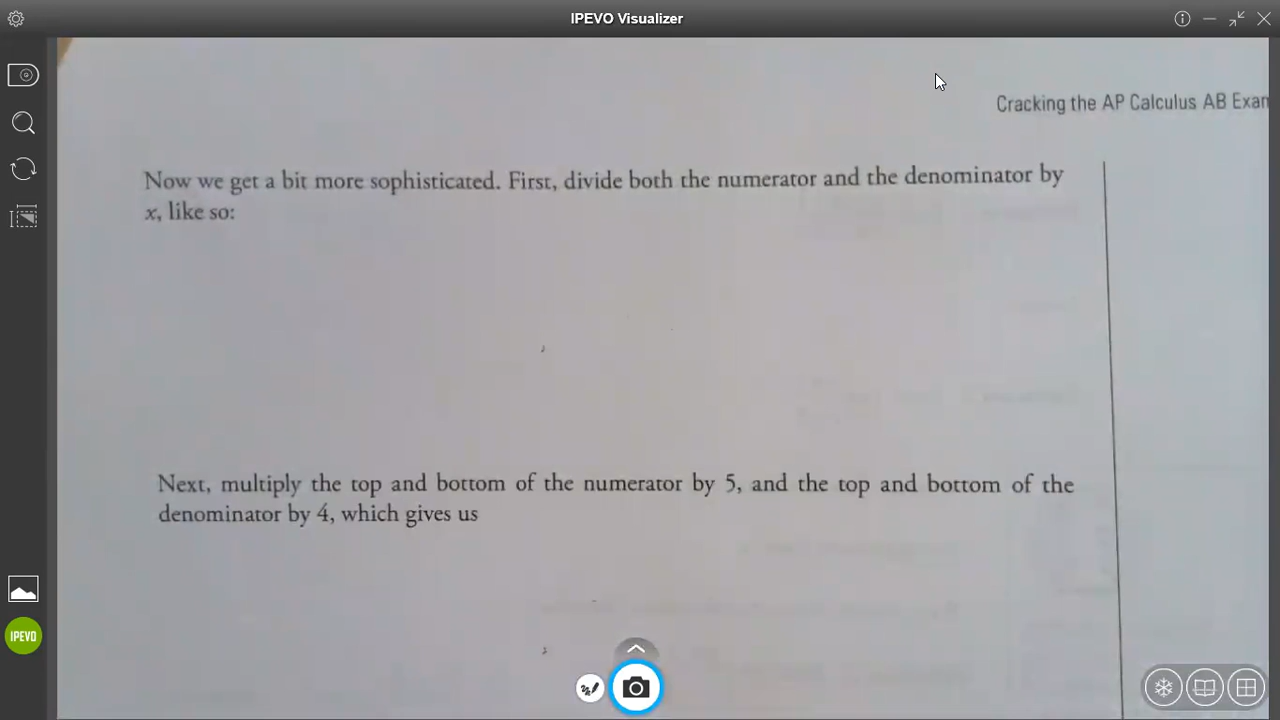 IPEVO Visualizer
Cracking the AP Calculus AB Exam
Now we get a bit more sophisticated. First, divide both the numerator and the denominator by
x, like so:
Next, multiply the top and bottom of the numerator by 5, and the top and bottom of the
denominator by 4, which gives us
IPEVO